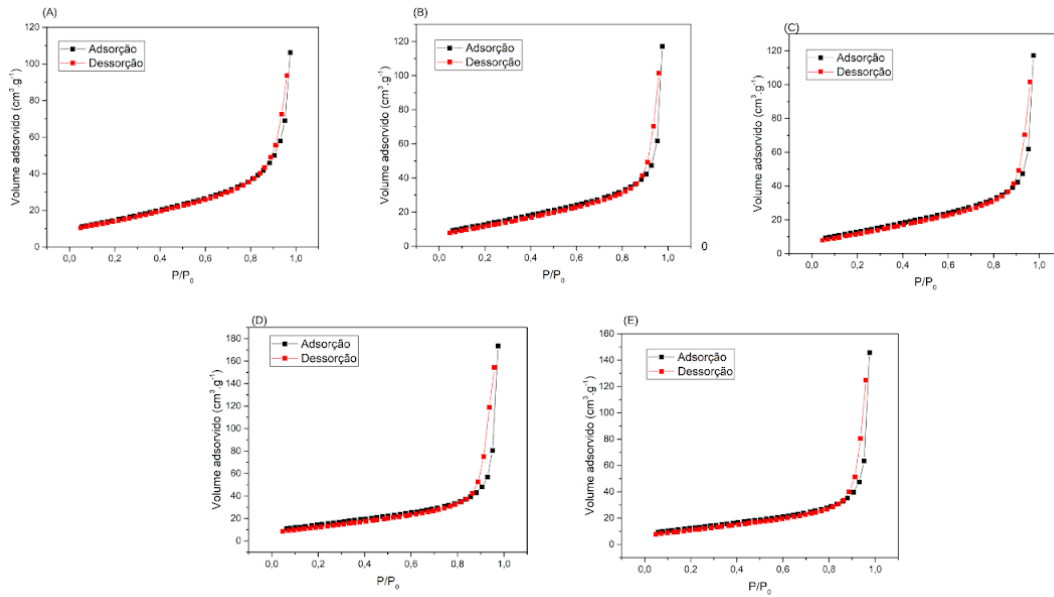 (A)
Adsorção
Dessorção
Volume adsorvido (cm³.g⁻¹)
120
100
80
60
40
20
0
0,0 0,2 0,4 0,6 0,8 1,0
P/P₀
(B)
Adsorção
Dessorção
Volume adsorvido (cm³.g⁻¹)
120
100
80
60
40
20
0
0,0 0,2 0,4 0,6 0,8 1,0
P/P₀
0
(C)
Adsorção
Dessorção
Volume adsorvido (cm³.g⁻¹)
120
100
80
60
40
20
0
0,0 0,2 0,4 0,6 0,8 1,0
P/P₀
(D)
Adsorção
Dessorção
Volume adsorvido (cm³.g⁻¹)
180
160
140
120
100
80
60
40
20
0
0,0 0,2 0,4 0,6 0,8 1,0
P/P₀
(E)
Adsorção
Dessorção
Volume adsorvido (cm³.g⁻¹)
160
140
120
100
80
60
40
20
0
0,0 0,2 0,4 0,6 0,8 1,0
P/P₀